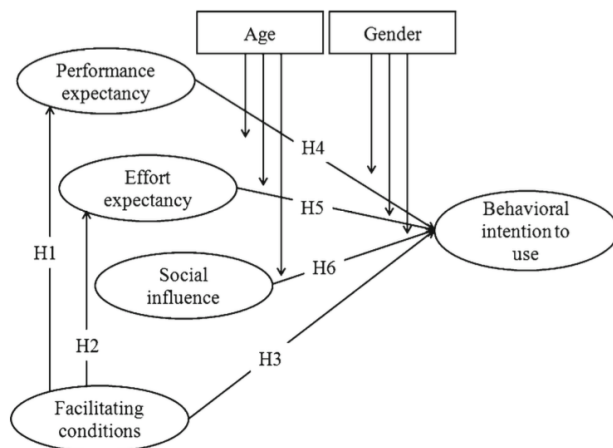 Age
Gender
Performance
expectancy
H4
Effort
expectancy
H5
Behavioral
intention to
use
H1
Social
influence
H6
H2
H3
Facilitating
conditions